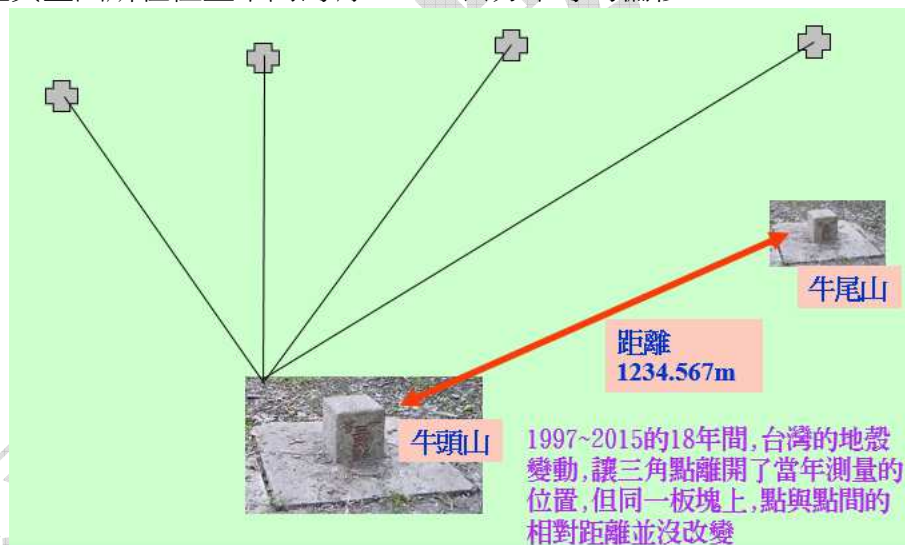 牛尾山
距離
1234.567m
牛頭山
1997~2015的18年間,台灣的地殼
變動,讓三角點離開了當年測量的
位置,但同一板塊上,點與點間的
相對距離並沒改變